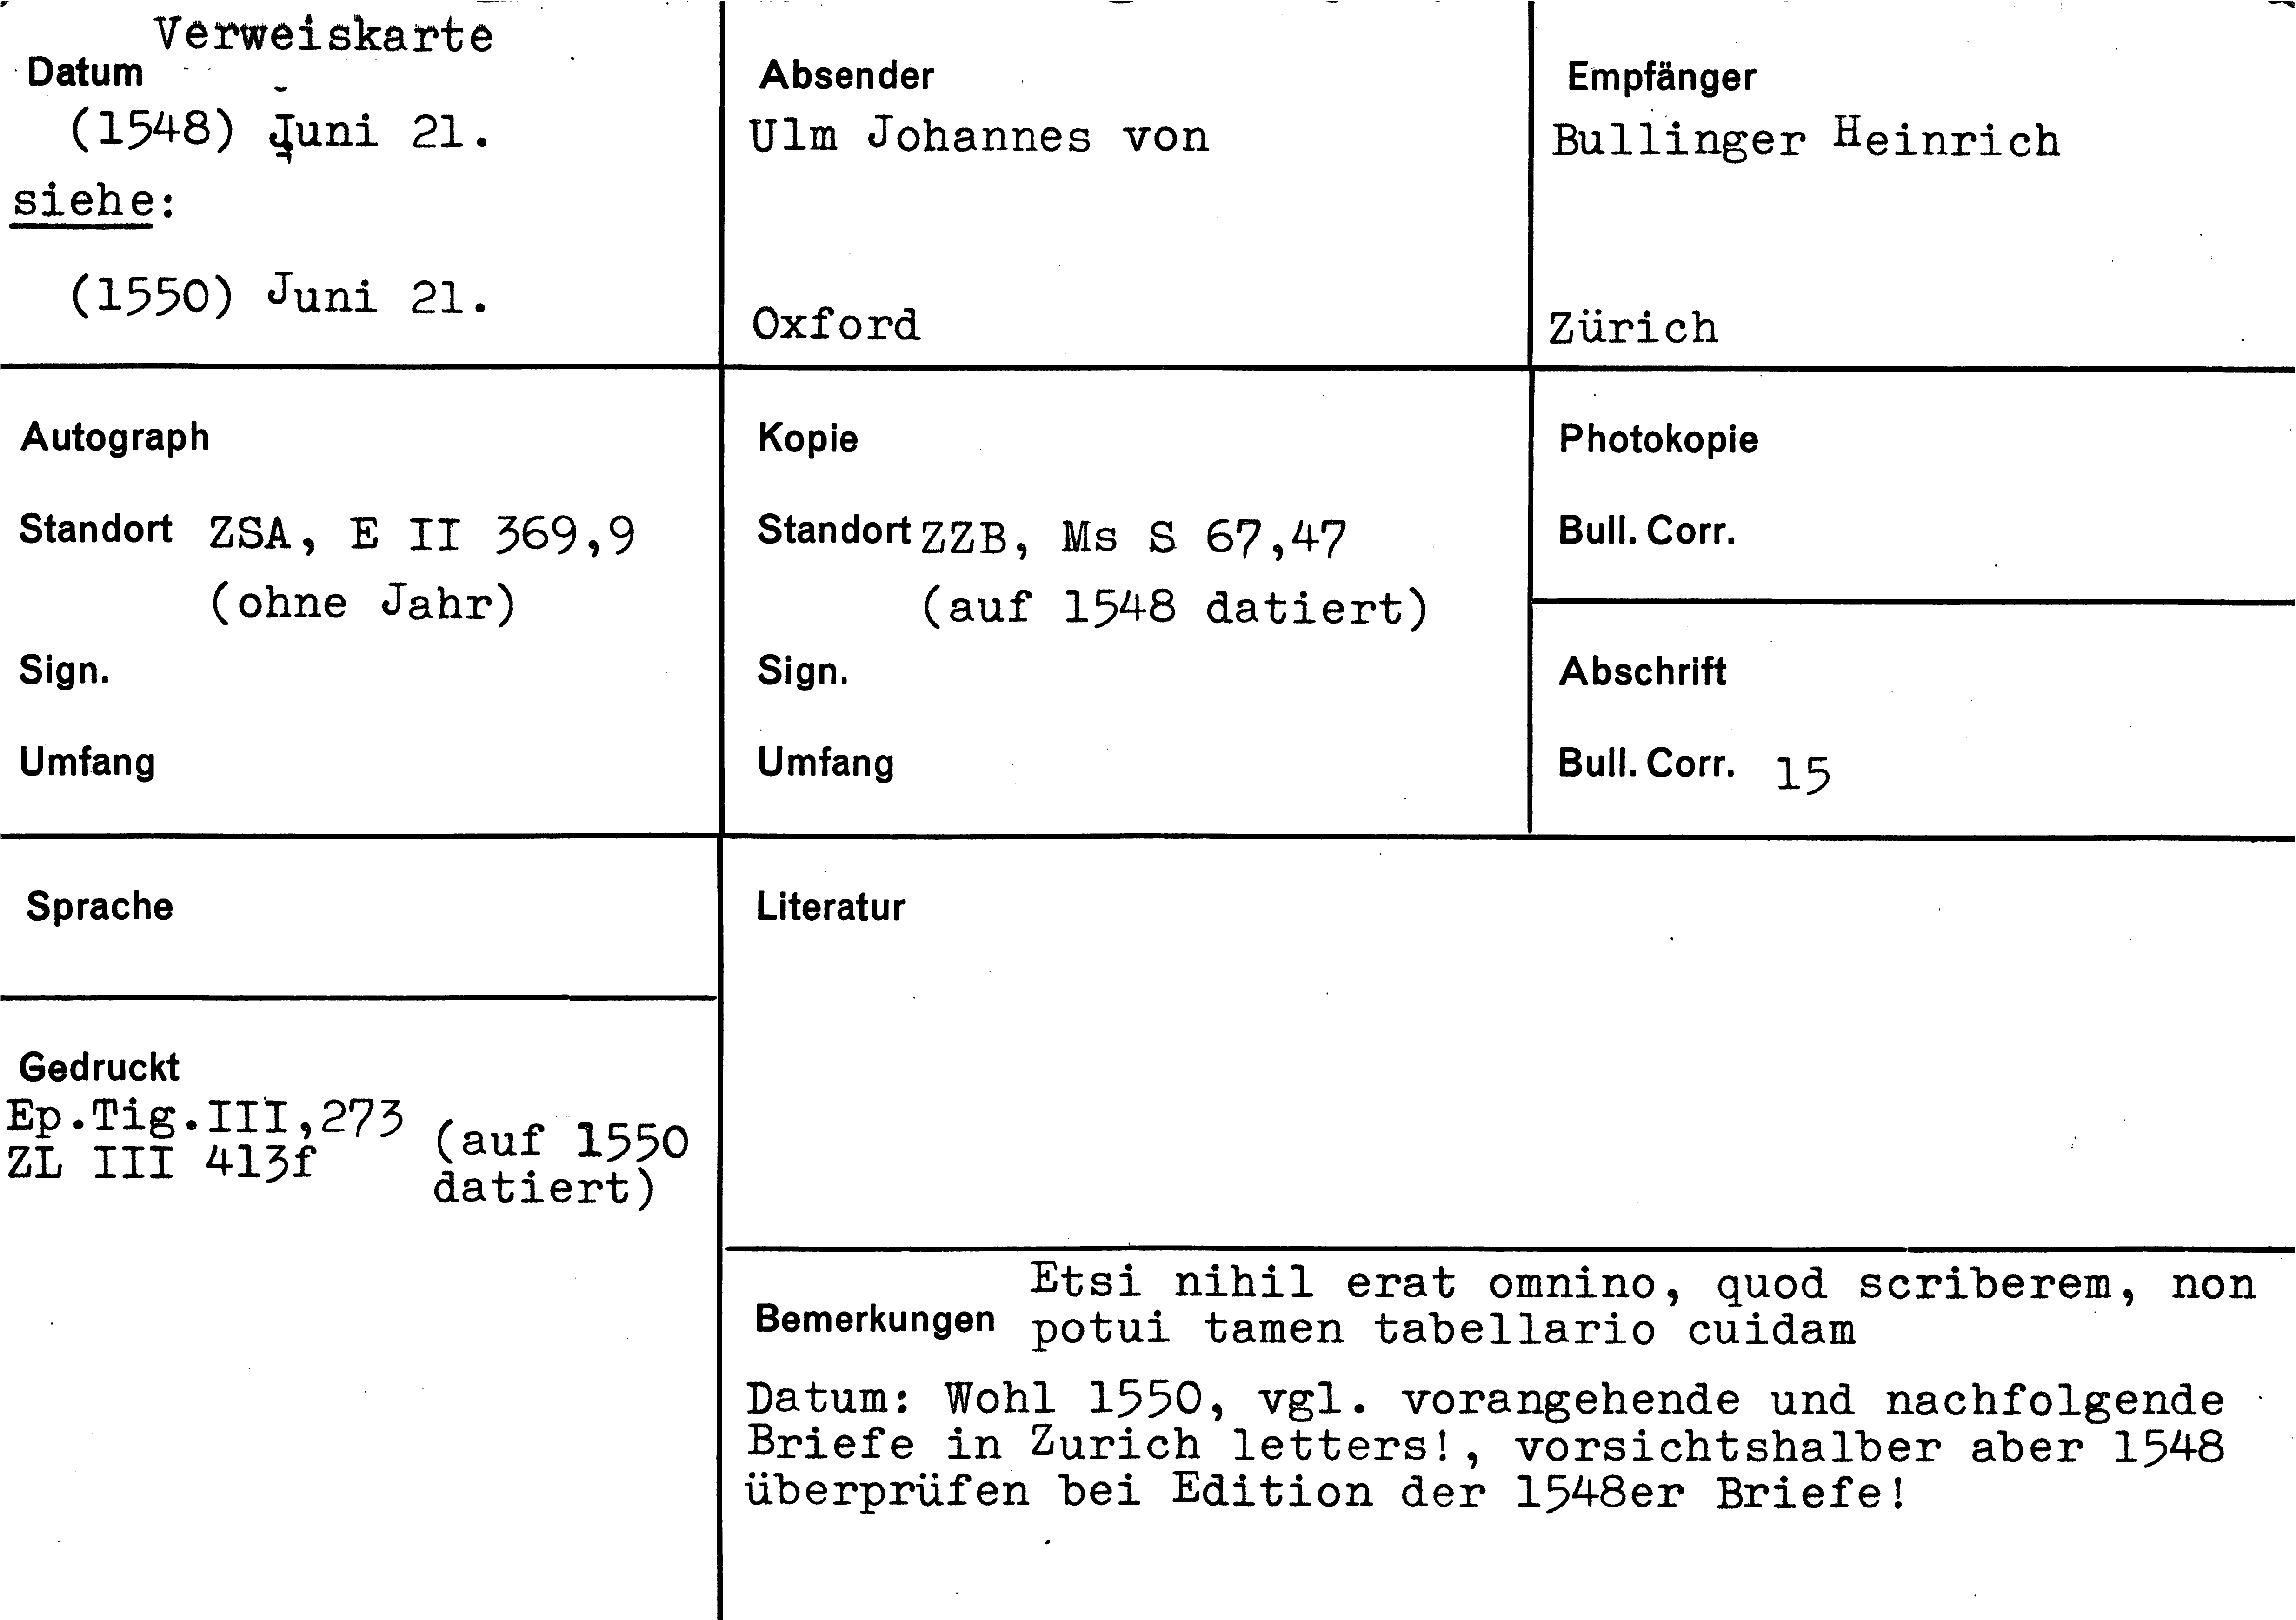 Verweiskarte
Datum
(1548) Juni 21.
siehe:
(1550) Juni 21.
Absender
Ulm Johannes von
Oxford
Empfänger
Bullinger Heinrich
Zürich
Autograph
Standort ZSA, E II 369,9
(ohne Jahr)
Sign.
Umfang
Kopie
Standort ZZB, Ms S 67,47
(auf 1548 datiert)
Sign.
Umfang
Photokopie
Bull. Corr.
Abschrift
Bull. Corr. 15
Sprache
Gedruckt
Ep.Tig.III,273
ZL III 413f
(auf 1550
datiert)
Literatur
Bemerkungen
Etsi nihil erat omnino, quod scriberem, non
potui tamen tabellario cuidam
Datum: Wohl 1550, vgl. vorangehende und nachfolgende
Briefe in Zurich letters!, vorsichtshalber aber 1548
überprüfen bei Edition der 1548er Briefe!